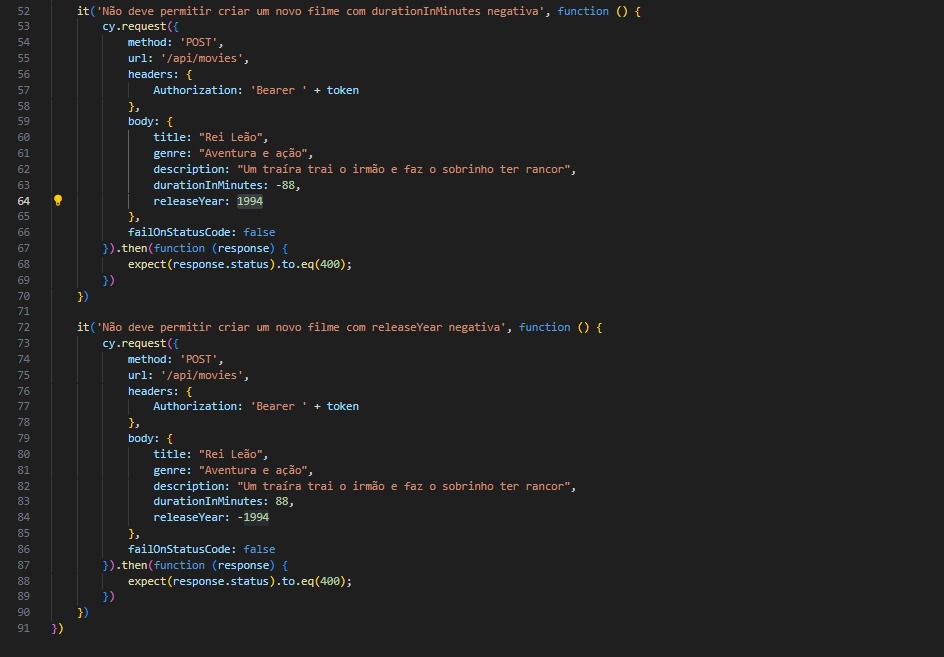 52 it('Não deve permitir criar um novo filme com durationInMinutes negativa', function () {
53 cy.request({
54 method: 'POST',
55 url: '/api/movies',
56 headers: {
57 Authorization: 'Bearer ' + token
58 },
59 body: {
60 title: "Rei Leão",
61 genre: "Aventura e ação",
62 description: "Um traíra trai o irmão e faz o sobrinho ter rancor",
63 durationInMinutes: -88,
64 releaseYear: 1994
65 },
66 failOnStatusCode: false
67 }).then(function (response) {
68 expect(response.status).to.eq(400);
69 })
70 })
71
72 it('Não deve permitir criar um novo filme com releaseYear negativa', function () {
73 cy.request({
74 method: 'POST',
75 url: '/api/movies',
76 headers: {
77 Authorization: 'Bearer ' + token
78 },
79 body: {
80 title: "Rei Leão",
81 genre: "Aventura e ação",
82 description: "Um traíra trai o irmão e faz o sobrinho ter rancor",
83 durationInMinutes: 88,
84 releaseYear: -1994
85 },
86 failOnStatusCode: false
87 }).then(function (response) {
88 expect(response.status).to.eq(400);
89 })
90 })
91 })